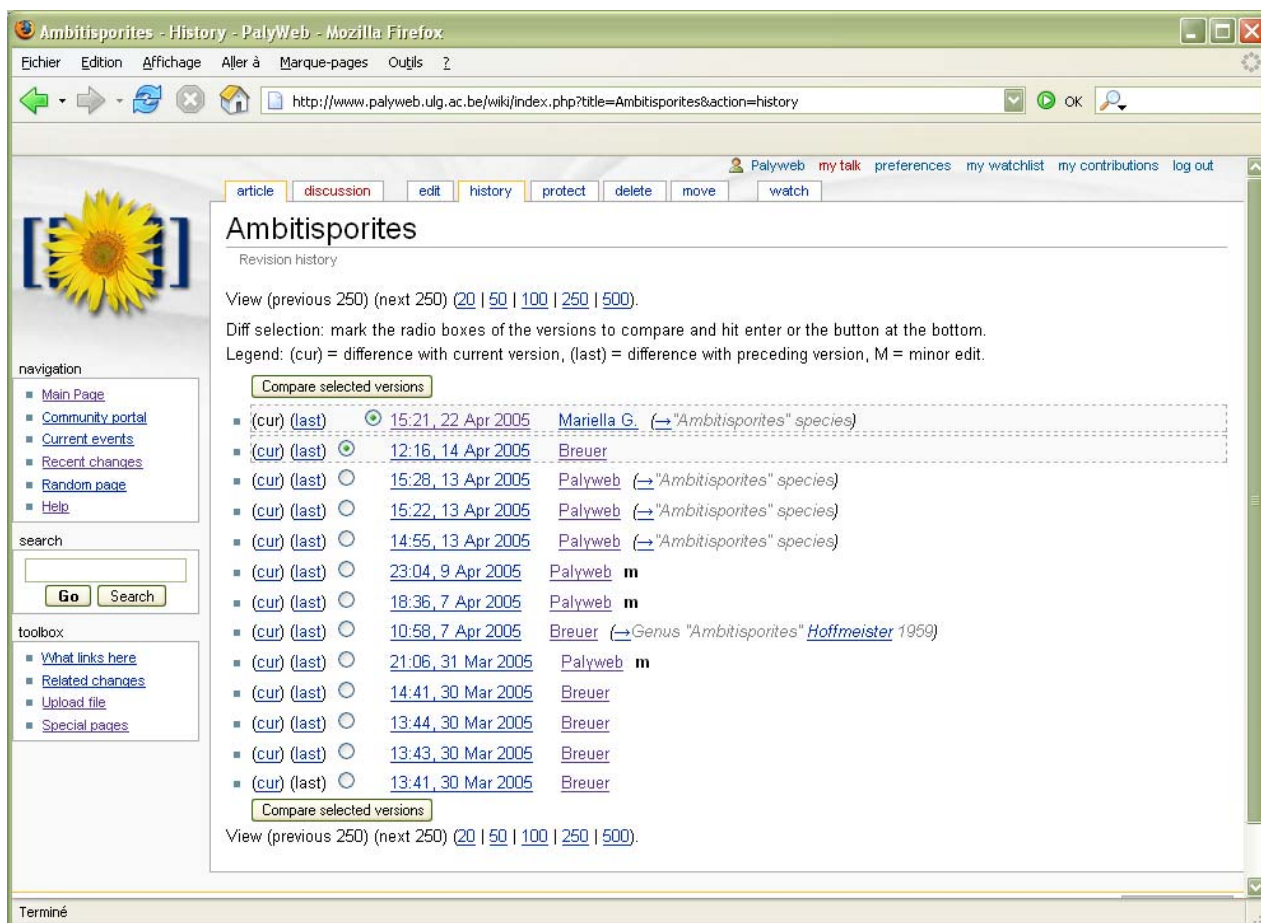 Ambitisporites - History - PalyWeb - Mozilla Firefox
Fichier Edition Affichage Aller à Marque-pages Outils ?
http://www.palyweb.ulg.ac.be/wiki/index.php?title=Ambitisporites&action=history OK
Palyweb my talk preferences my watchlist my contributions log out
article discussion edit history protect delete move watch
Ambitisporites
Revision history
View (previous 250) (next 250) (20 | 50 | 100 | 250 | 500).
Diff selection: mark the radio boxes of the versions to compare and hit enter or the button at the bottom.
Legend: (cur) = difference with current version, (last) = difference with preceding version, M = minor edit.
Compare selected versions
(cur) (last) 15:21, 22 Apr 2005 Mariella G. (→"Ambitisporites" species)
(cur) (last) 12:16, 14 Apr 2005 Breuer
(cur) (last) 15:28, 13 Apr 2005 Palyweb (→"Ambitisporites" species)
(cur) (last) 15:22, 13 Apr 2005 Palyweb (→"Ambitisporites" species)
(cur) (last) 14:55, 13 Apr 2005 Palyweb (→"Ambitisporites" species)
(cur) (last) 23:04, 9 Apr 2005 Palyweb m
(cur) (last) 18:36, 7 Apr 2005 Palyweb m
(cur) (last) 10:58, 7 Apr 2005 Breuer (→Genus "Ambitisporites" Hoffmeister 1959)
(cur) (last) 21:06, 31 Mar 2005 Palyweb m
(cur) (last) 14:41, 30 Mar 2005 Breuer
(cur) (last) 13:44, 30 Mar 2005 Breuer
(cur) (last) 13:43, 30 Mar 2005 Breuer
(cur) (last) 13:41, 30 Mar 2005 Breuer
Compare selected versions
View (previous 250) (next 250) (20 | 50 | 100 | 250 | 500).
navigation
Main Page
Community portal
Current events
Recent changes
Random page
Help
search
Go Search
toolbox
What links here
Related changes
Upload file
Special pages
Terminé